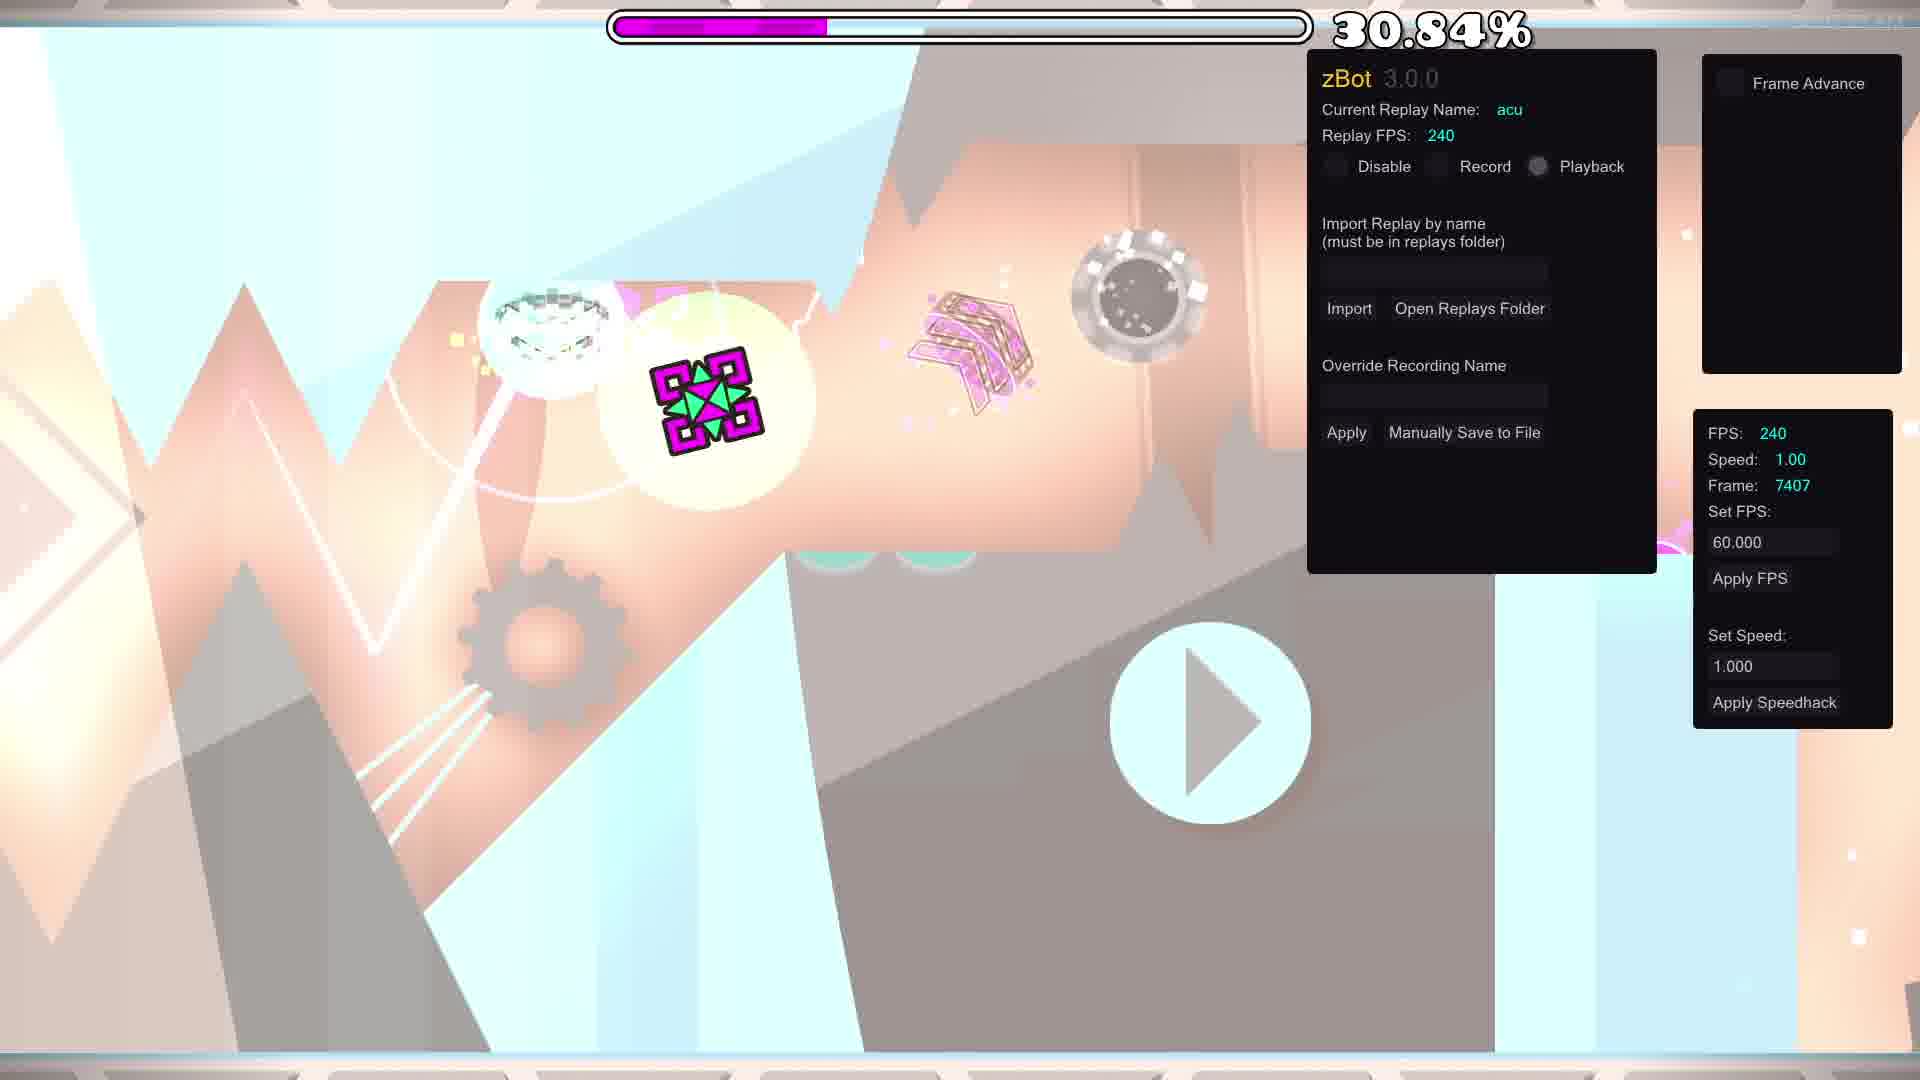 30.84%
zBot 3.0.0
Current Replay Name: acu
Replay FPS: 240
Disable Record Playback
Import Replay by name
(must be in replays folder)
Import Open Replays Folder
Override Recording Name
Apply Manually Save to File
Frame Advance
FPS: 240
Speed: 1.00
Frame: 7407
Set FPS:
60.000
Apply FPS
Set Speed:
1.000
Apply Speedhack